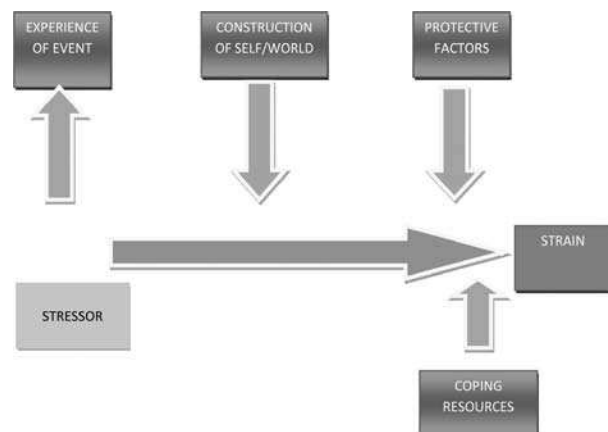 EXPERIENCE
OF EVENT
CONSTRUCTION
OF SELF/WORLD
PROTECTIVE
FACTORS
STRAIN
STRESSOR
COPING
RESOURCES